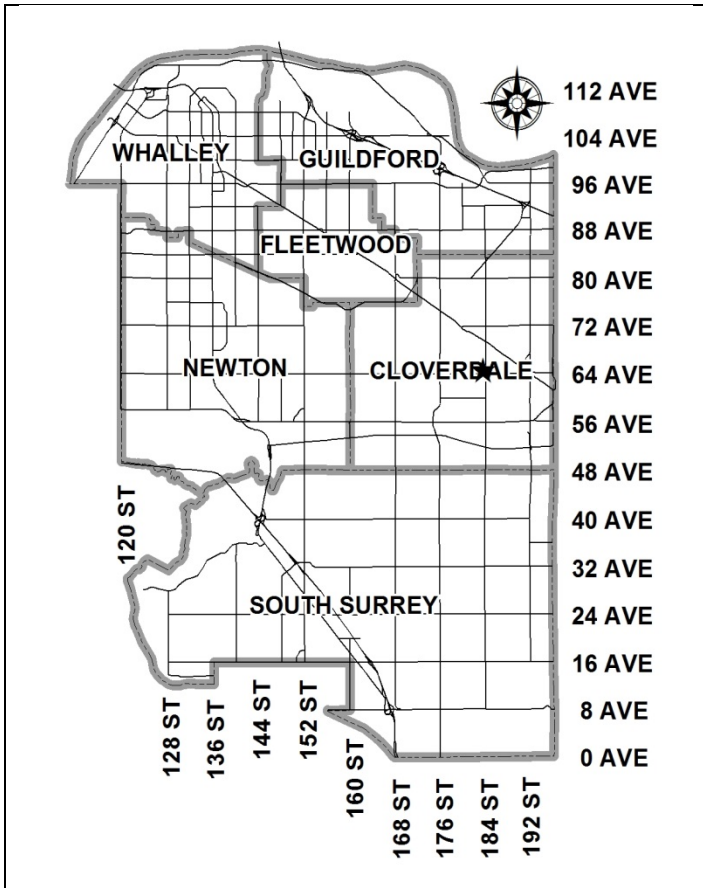 112 AVE
104 AVE
WHALLEY
GUILDFORD
96 AVE
88 AVE
FLEETWOOD
80 AVE
72 AVE
NEWTON
CLOVERDALE
64 AVE
56 AVE
48 AVE
120 ST
40 AVE
32 AVE
SOUTH SURREY
24 AVE
16 AVE
128 ST
136 ST
144 ST
152 ST
8 AVE
160 ST
0 AVE
168 ST
176 ST
184 ST
192 ST